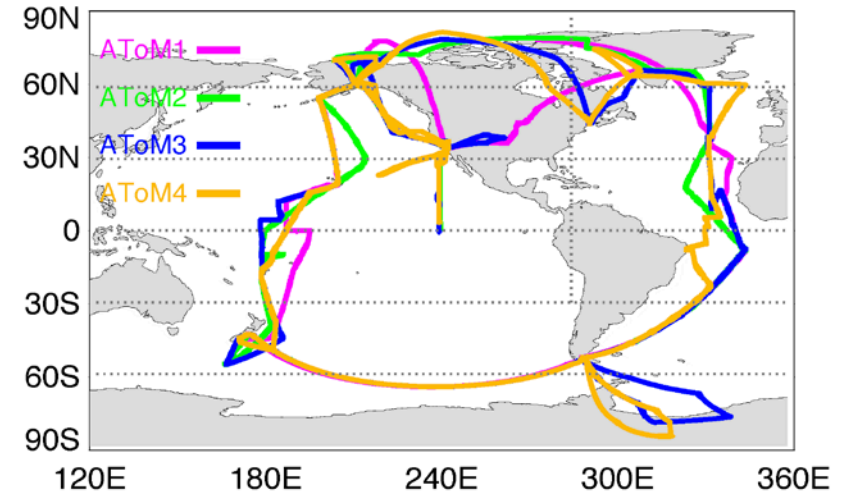 90N
AToM1
60N
AToM2
AToM3
30N
AToM4
0
30S
60S
90S
120E 180E 240E 300E 360E